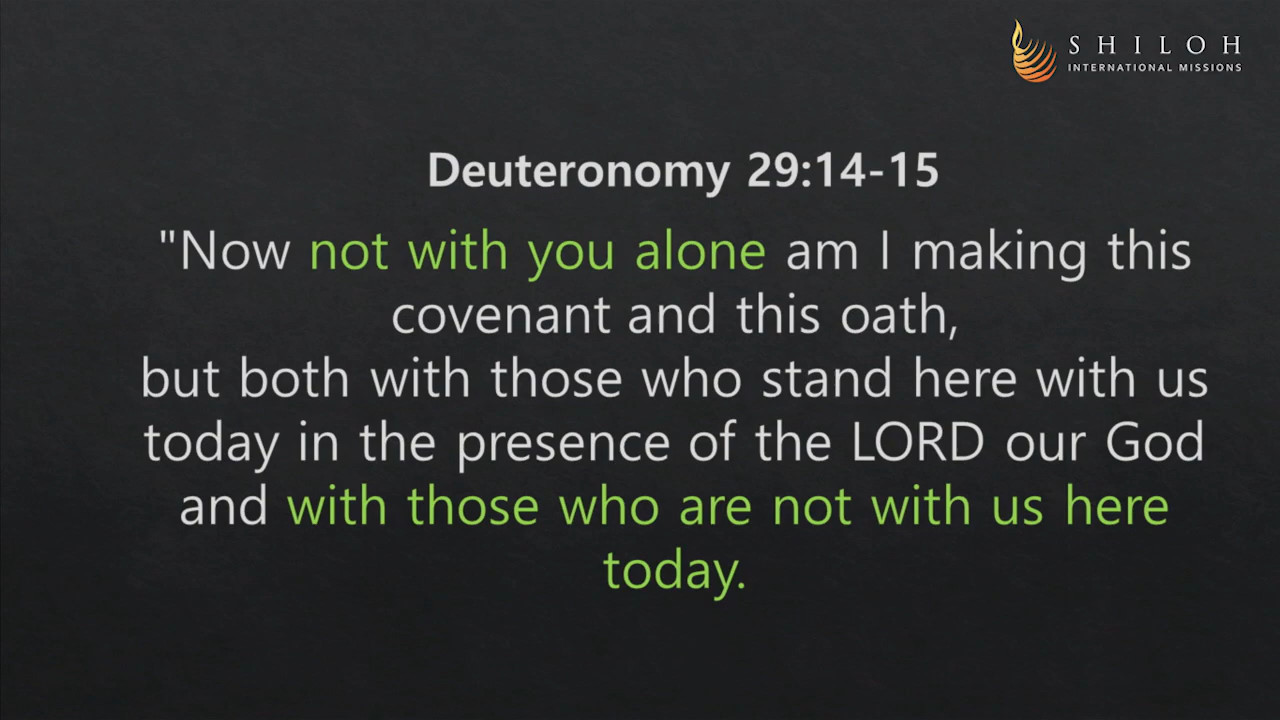 SHILOH
INTERNATIONAL MISSIONS
Deuteronomy 29:14-15
"Now not with you alone am I making this
covenant and this oath,
but both with those who stand here with us
today in the presence of the LORD our God
and with those who are not with us here
today.